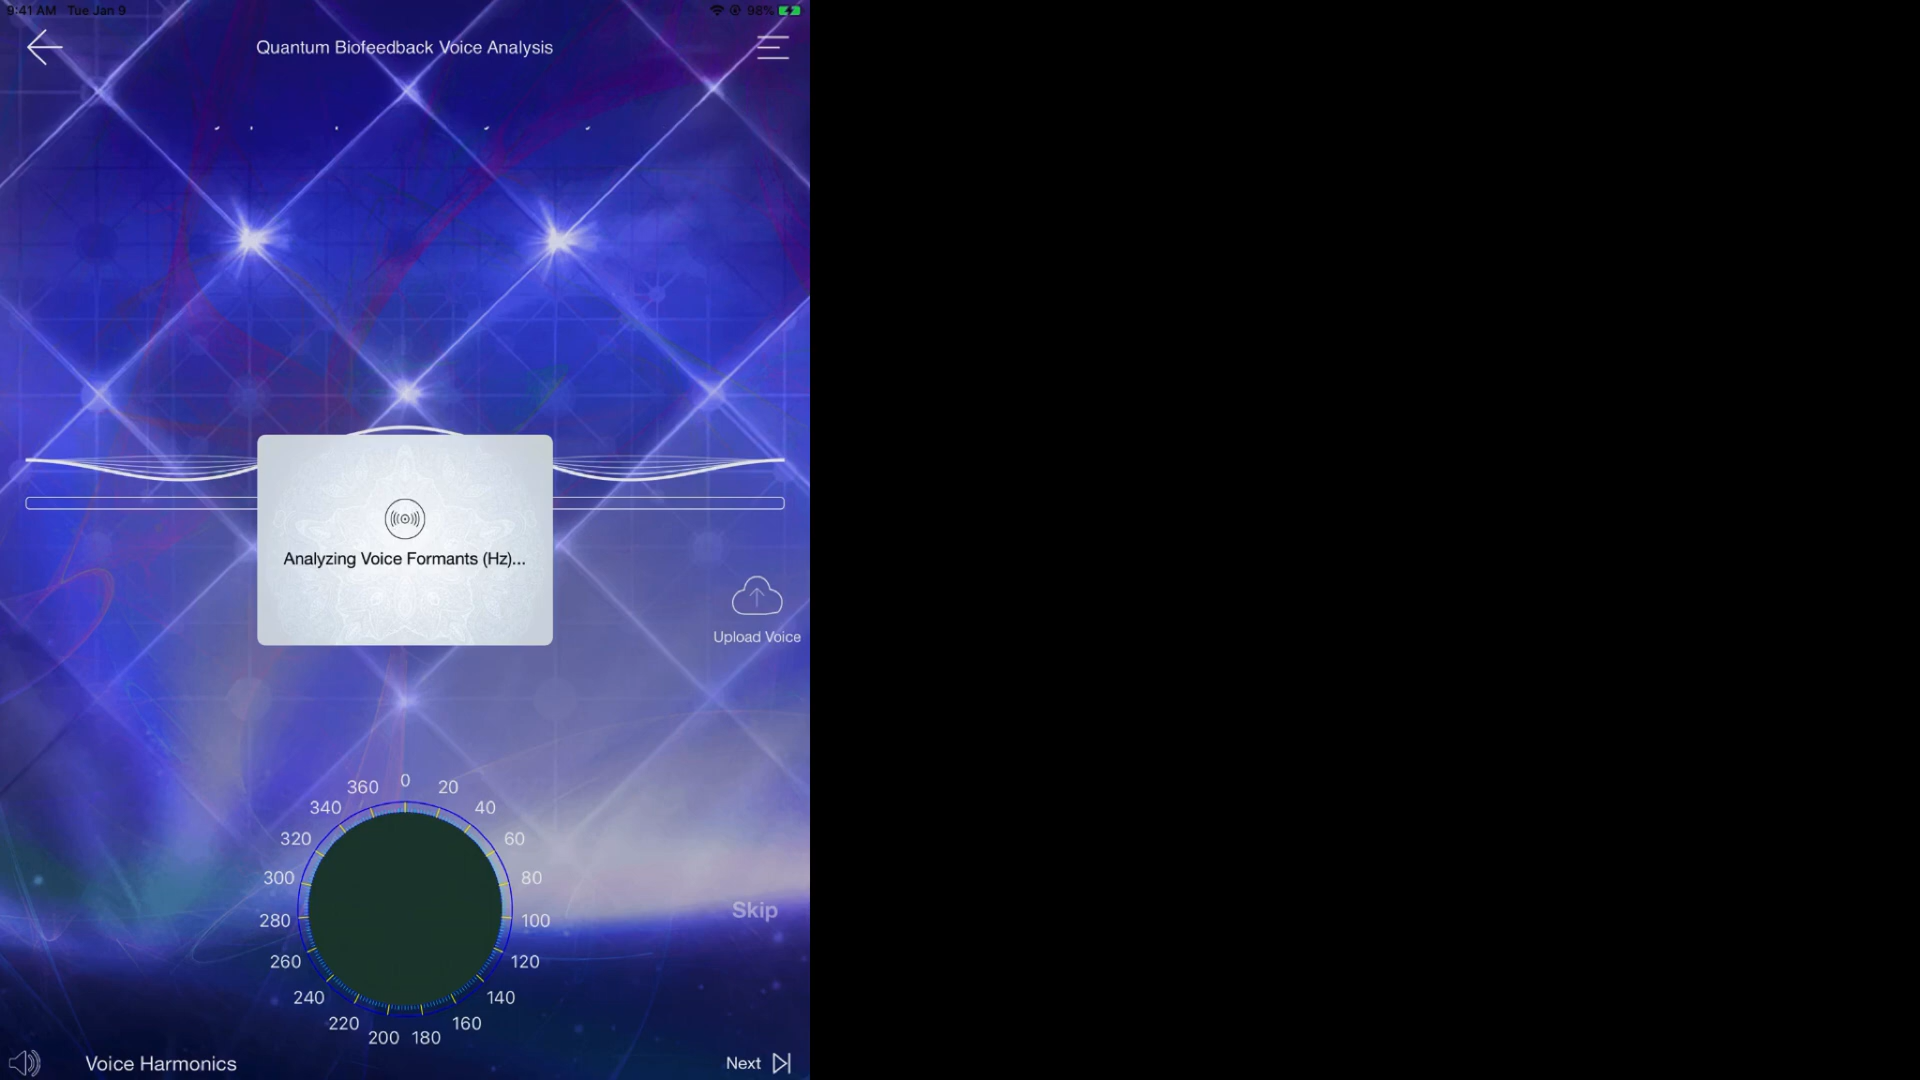 9:41 AM Tue Jan 9
98%
Quantum Biofeedback Voice Analysis
Analyzing Voice Formants (Hz)...
Upload Voice
0
20
40
60
80
100
120
140
160
180
200
220
240
260
280
300
320
340
360
Skip
Voice Harmonics
Next